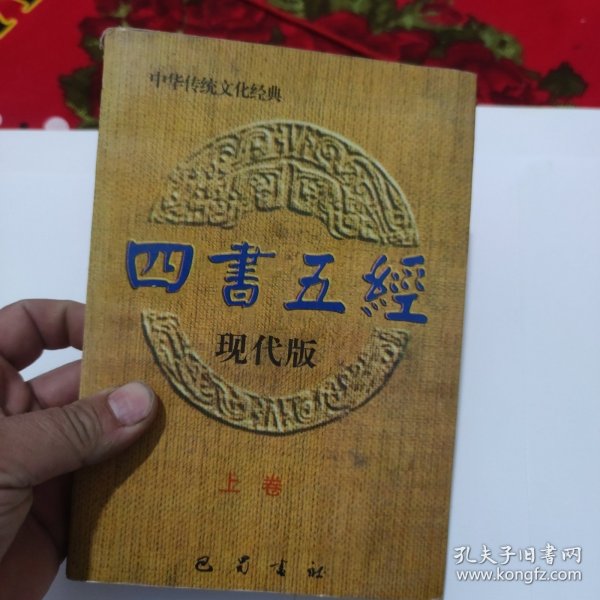 中华传统文化经典
四書五經
现代版
上卷
巴蜀书社
孔夫子旧书网
www.kongfz.com